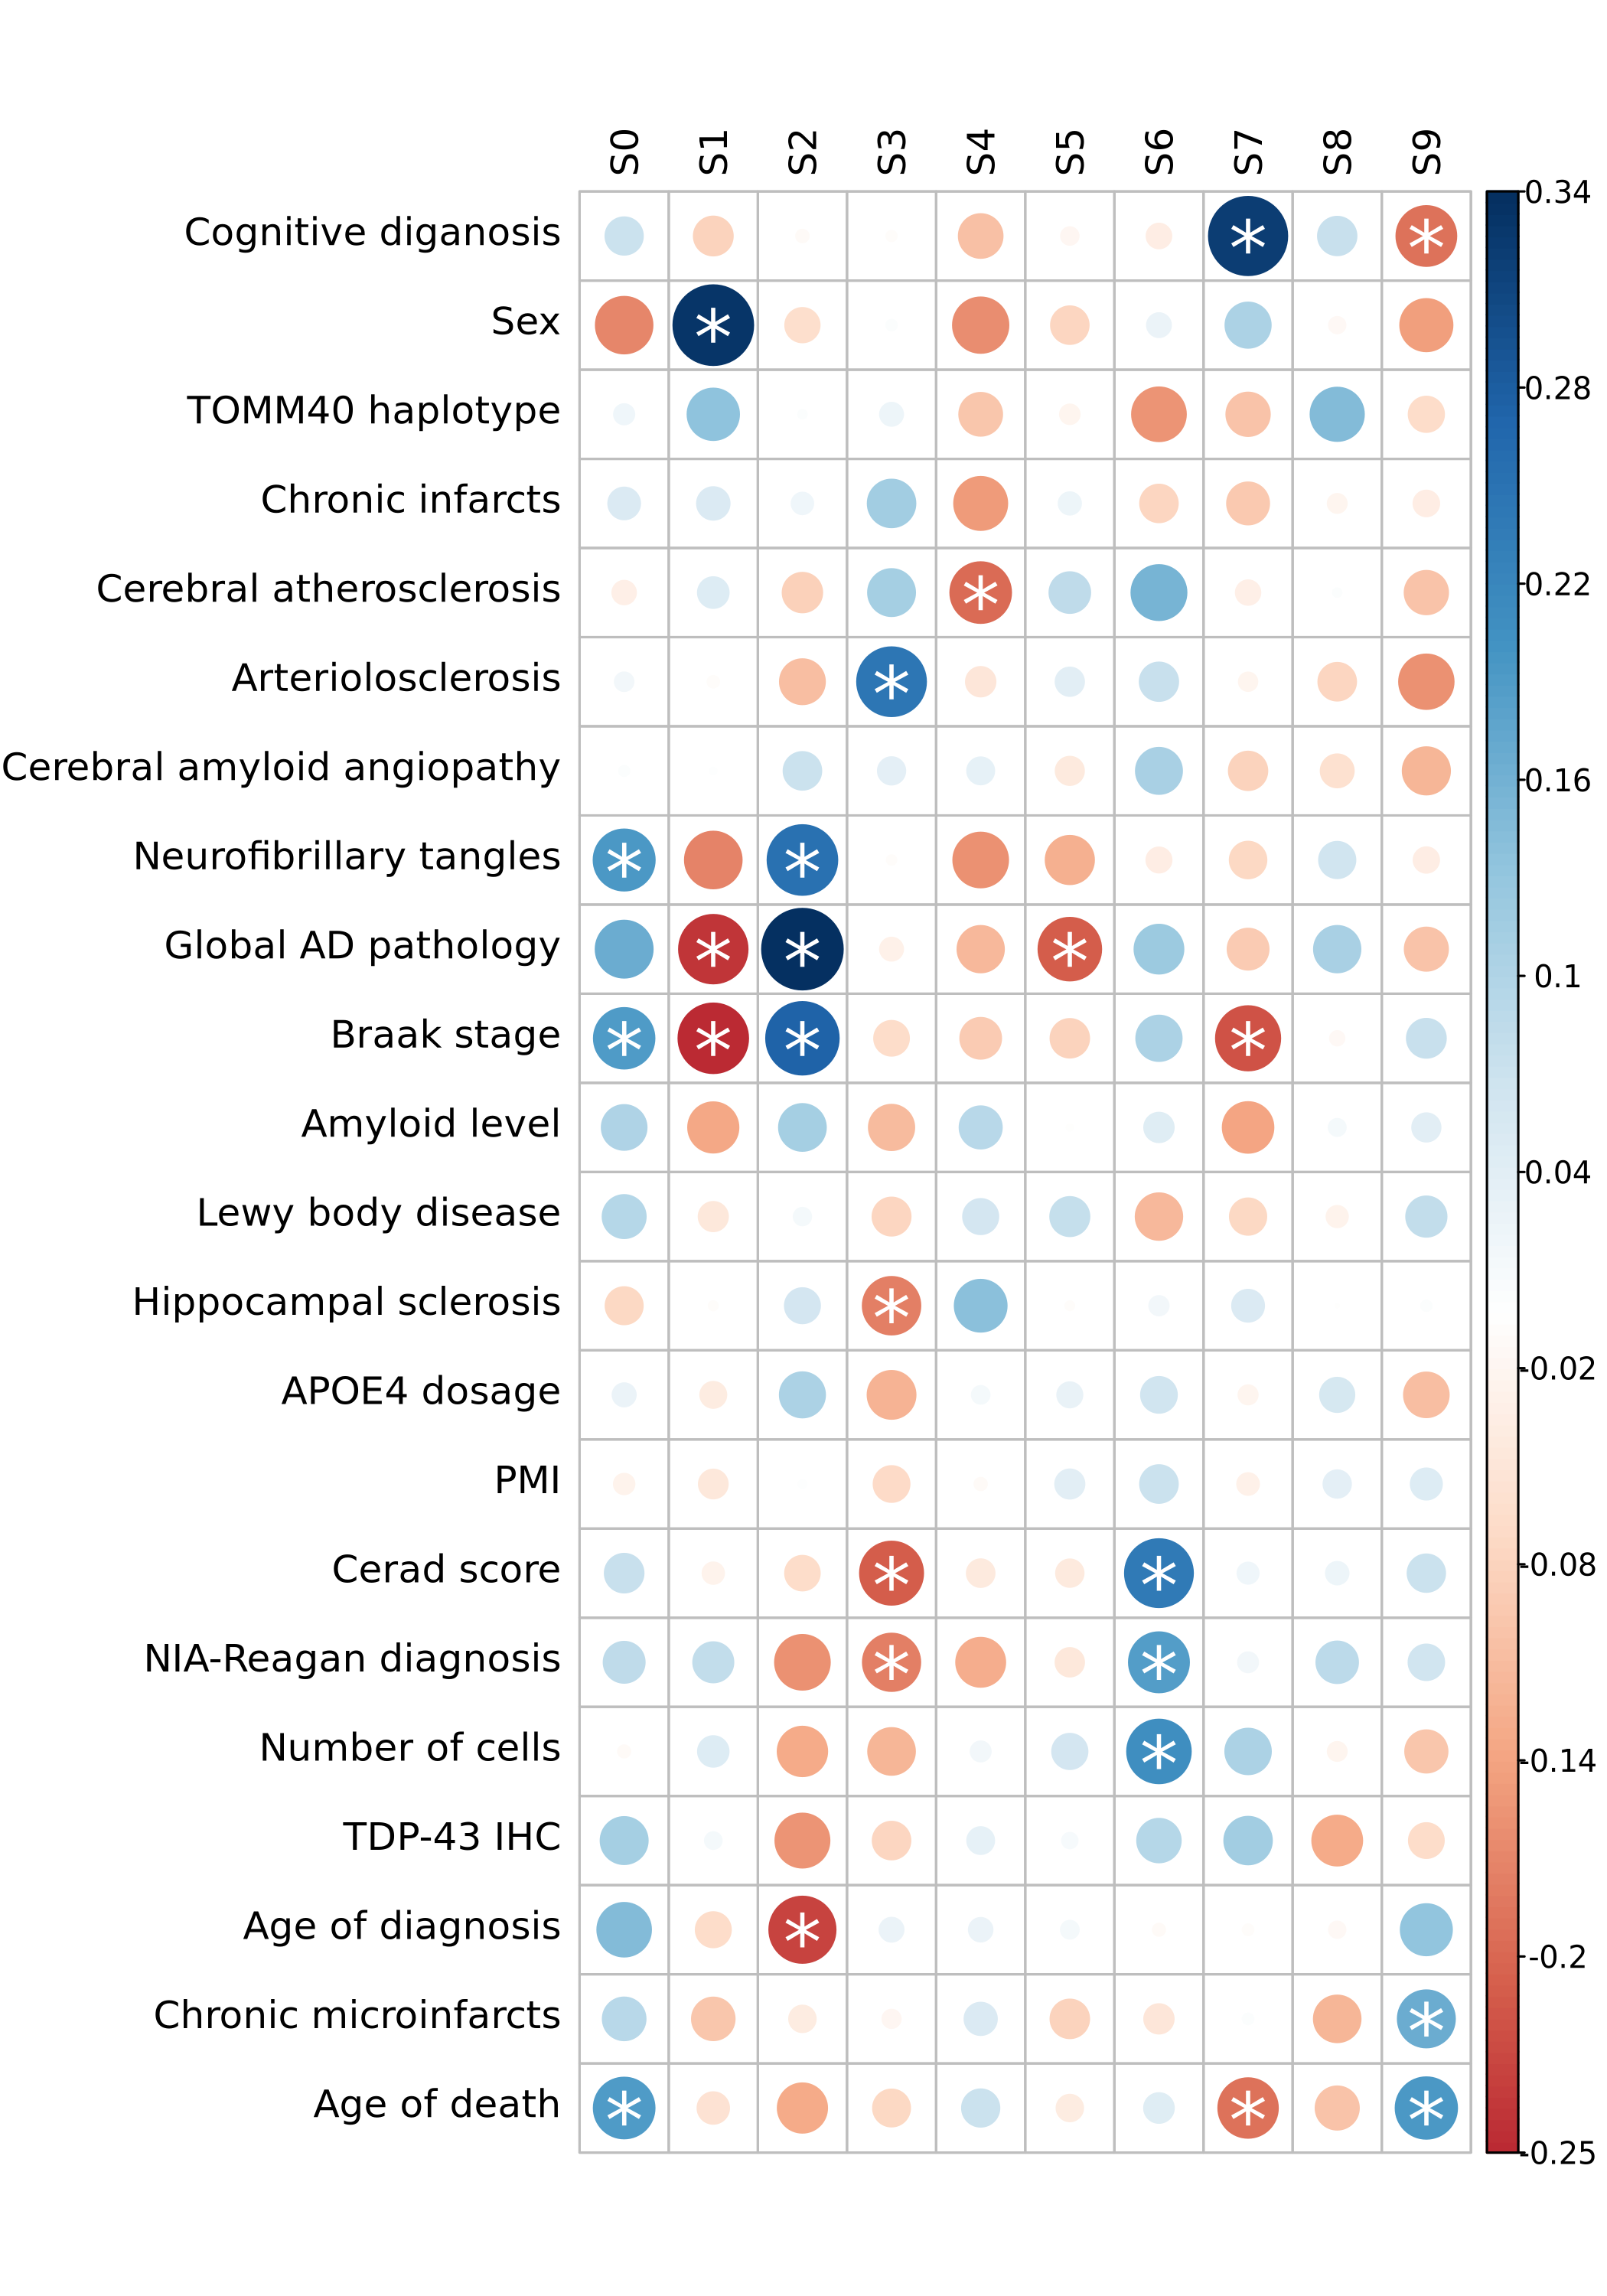 S0 S1 S2 S3 S4 S5 S6 S7 S8 S9
Cognitive diganosis
Sex
TOMM40 haplotype
Chronic infarcts
Cerebral atherosclerosis
Arteriolosclerosis
Cerebral amyloid angiopathy
Neurofibrillary tangles
Global AD pathology
Braak stage
Amyloid level
Lewy body disease
Hippocampal sclerosis
APOE4 dosage
PMI
Cerad score
NIA-Reagan diagnosis
Number of cells
TDP-43 IHC
Age of diagnosis
Chronic microinfarcts
Age of death
0.34
0.28
0.22
0.16
0.1
0.04
-0.02
-0.08
-0.14
-0.2
-0.25